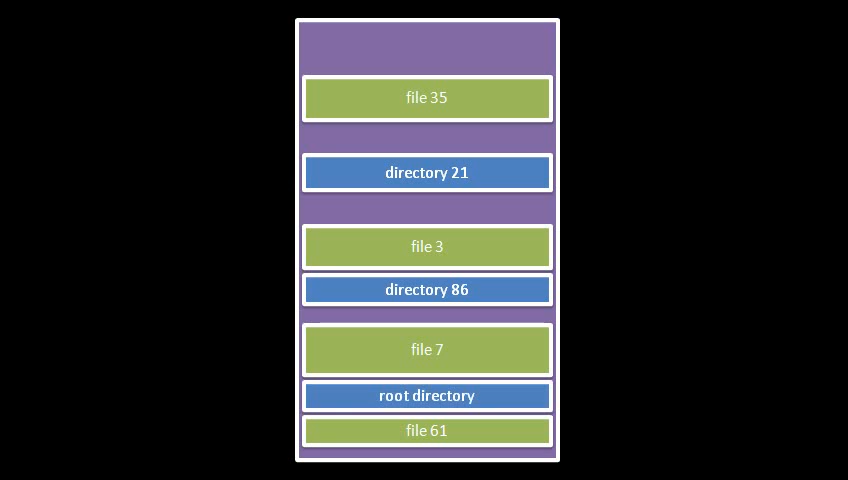 file 35
directory 21
file 3
directory 86
file 7
root directory
file 61